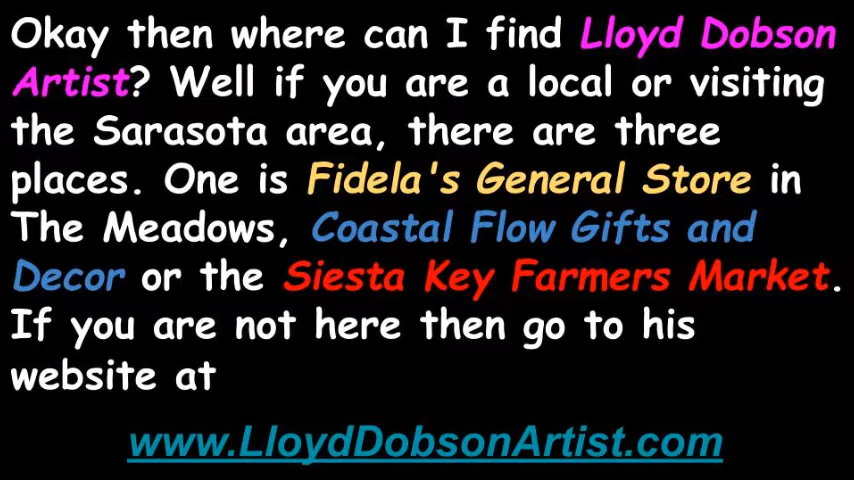 Okay then where can I find Lloyd Dobson
Artist? Well if you are a local or visiting
the Sarasota area, there are three
places. One is Fidela's General Store in
The Meadows, Coastal Flow Gifts and
Decor or the Siesta Key Farmers Market.
If you are not here then go to his
website at
www.LloydDobsonArtist.com